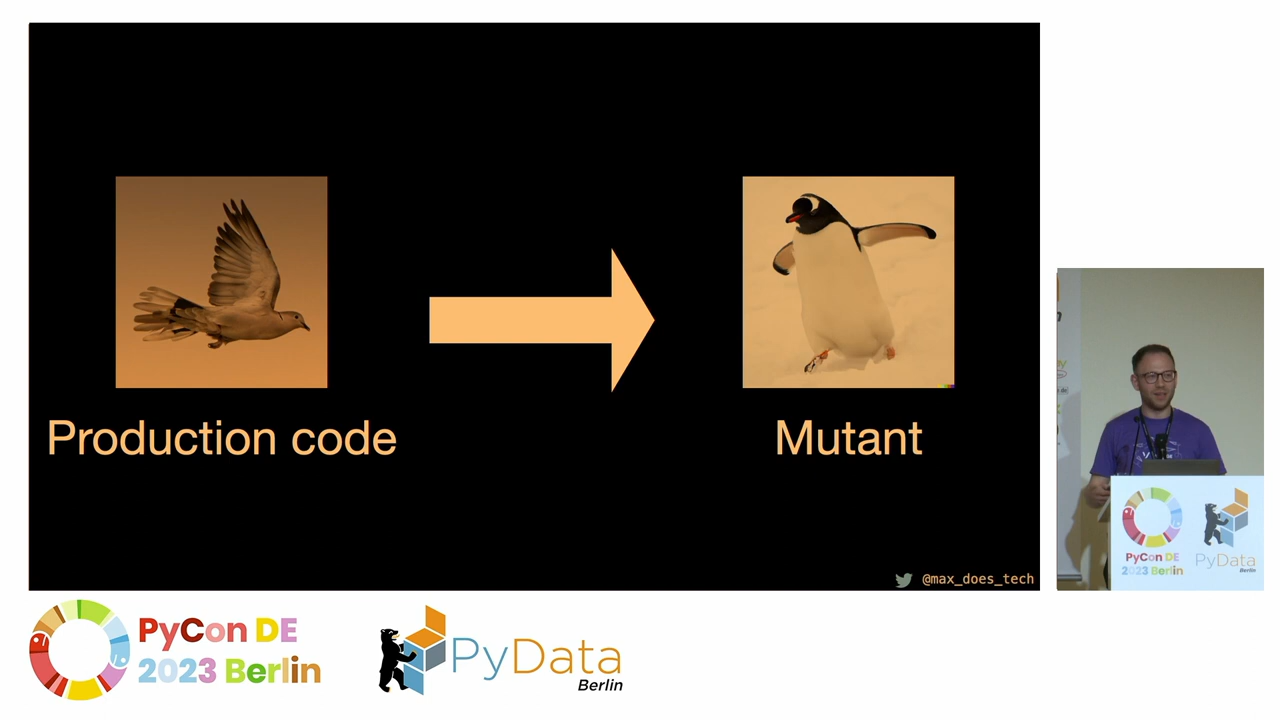 Production code
Mutant
@max_does_tech
PyCon DE
2023 Berlin
PyData
Berlin
PyCon DE
2023 Berlin
PyData
Berlin